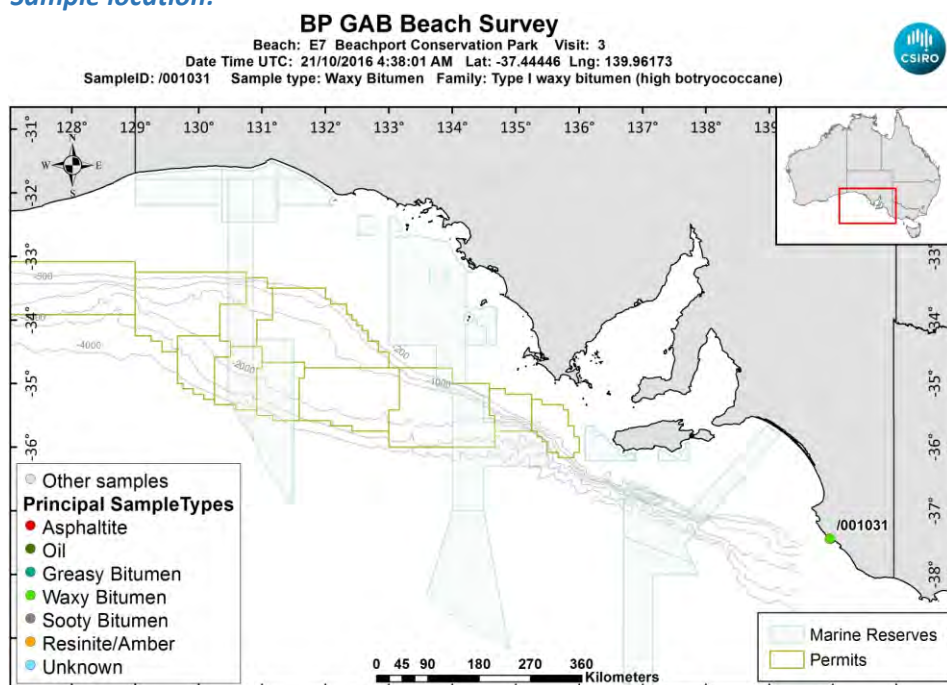 Sample location:
BP GAB Beach Survey
Beach: E7 Beachport Conservation Park Visit: 3
Date Time UTC: 21/10/2016 4:38:01 AM Lat: -37.44446 Lng: 139.96173
SampleID: /001031 Sample type: Waxy Bitumen Family: Type I waxy bitumen (high botryococcane)
CSIRO
128° 129° 130° 131° 132° 133° 134° 135° 136° 137° 138° 139
-31°
-32°
-33°
-34°
-35°
-36°
-37°
-38°
N
W E
S
-33°
-34°
-35°
-36°
-37°
-38°
-4000
-2000
-200
-1000
/001031
Other samples
Principal SampleTypes
Asphaltite
Oil
Greasy Bitumen
Waxy Bitumen
Sooty Bitumen
Resinite/Amber
Unknown
0 45 90 180 270 360
Kilometers
Marine Reserves
Permits